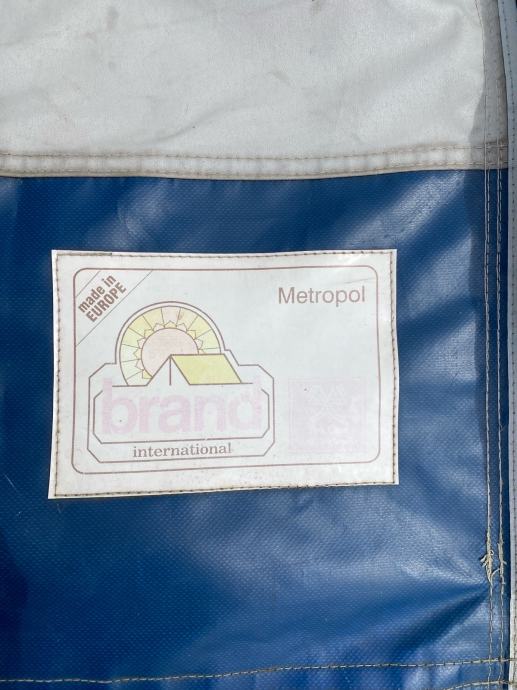 made in
EUROPE
Metropol
brand
international